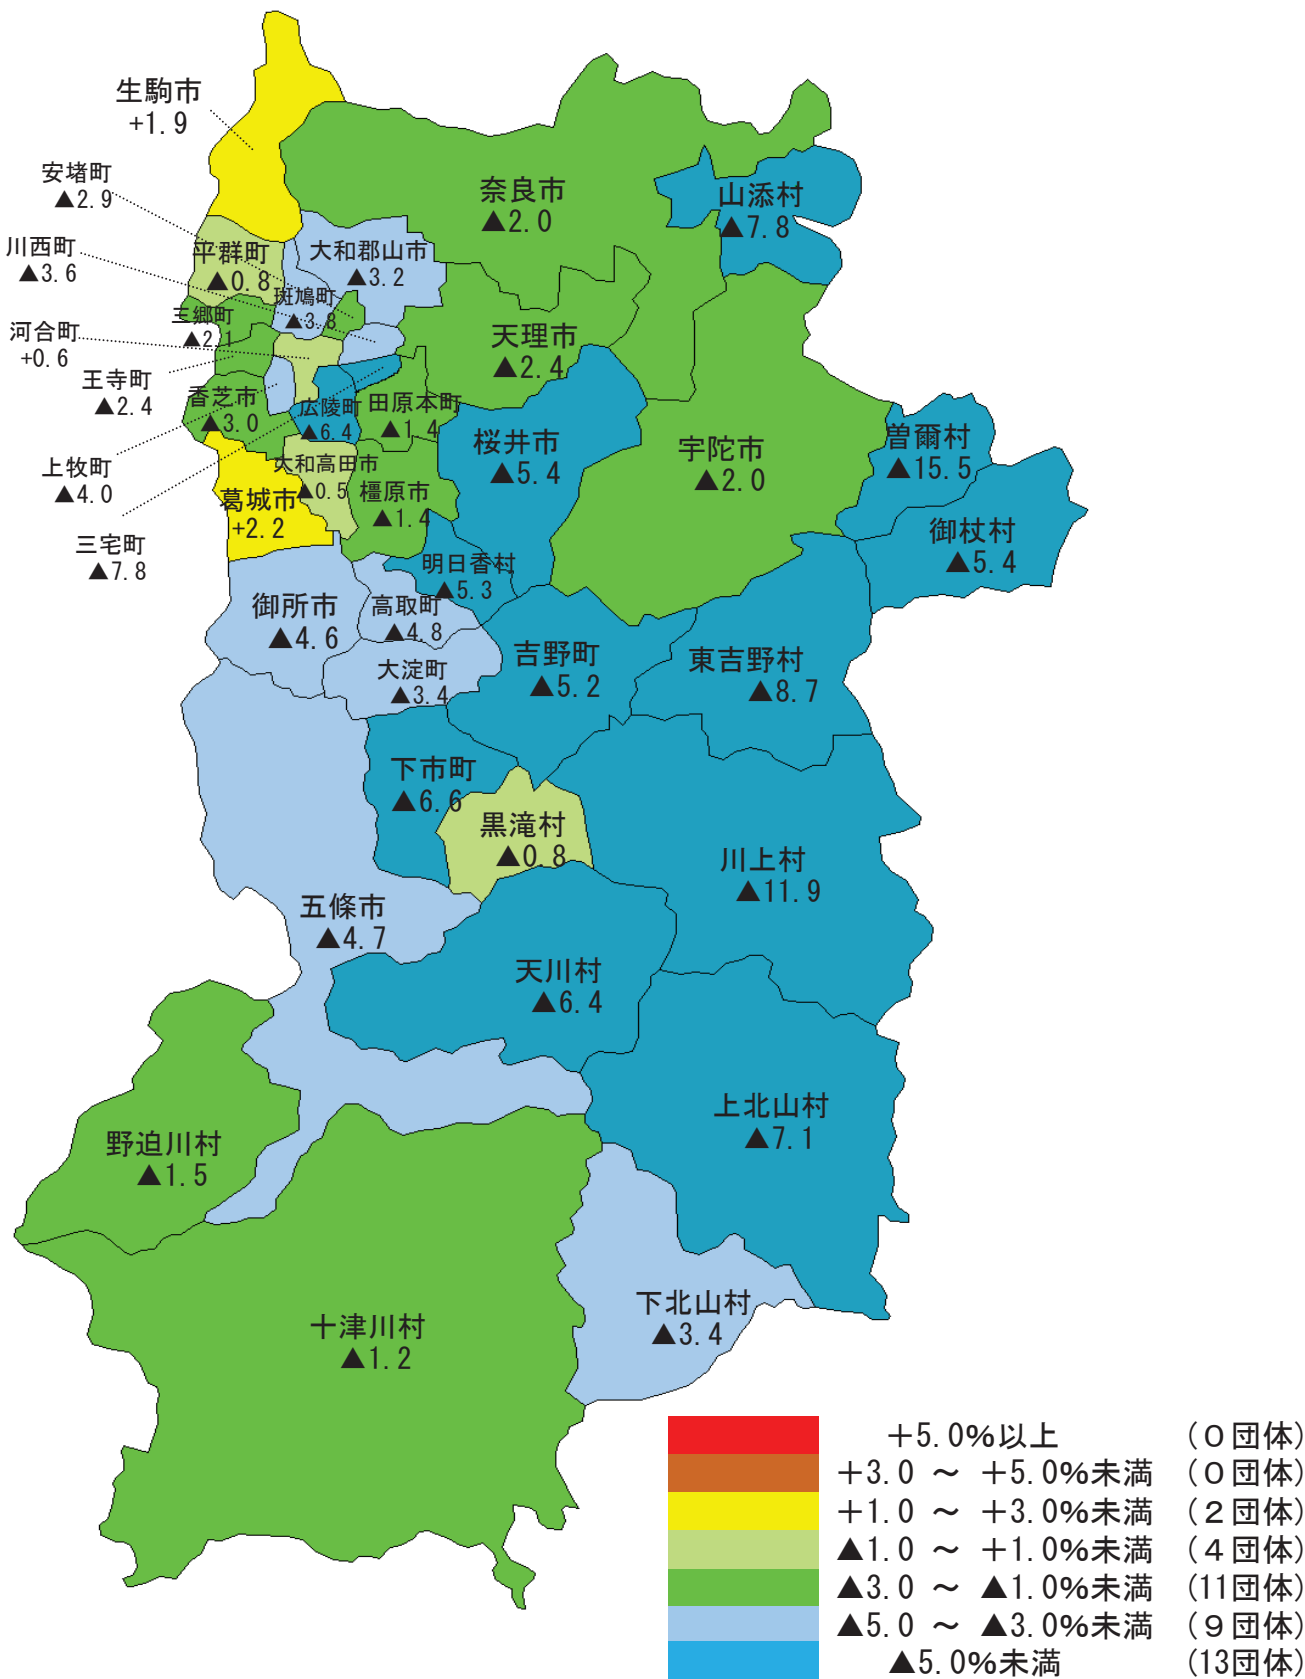 生駒市
+1.9
安堵町
▲2.9
奈良市
▲2.0
山添村
▲7.8
川西町
▲3.6
平群町
▲0.8
大和郡山市
▲3.2
斑鳩町
▲3.8
三郷町
▲2.1
河合町
+0.6
天理市
▲2.4
王寺町
▲2.4
香芝市
▲3.0
広陵町
▲6.4
田原本町
▲1.4
桜井市
▲5.4
宇陀市
▲2.0
曽爾村
▲15.5
上牧町
▲4.0
大和高田市
▲0.5
橿原市
▲1.4
葛城市
+2.2
御杖村
▲5.4
三宅町
▲7.8
明日香村
▲5.3
御所市
▲4.6
高取町
▲4.8
吉野町
▲5.2
東吉野村
▲8.7
大淀町
▲3.4
下市町
▲6.6
黒滝村
▲0.8
川上村
▲11.9
五條市
▲4.7
天川村
▲6.4
上北山村
▲7.1
野迫川村
▲1.5
下北山村
▲3.4
十津川村
▲1.2
+5.0%以上 (0団体)
+3.0 ～ +5.0%未満 (0団体)
+1.0 ～ +3.0%未満 (2団体)
▲1.0 ～ +1.0%未満 (4団体)
▲3.0 ～ ▲1.0%未満 (11団体)
▲5.0 ～ ▲3.0%未満 (9団体)
▲5.0%未満 (13団体)